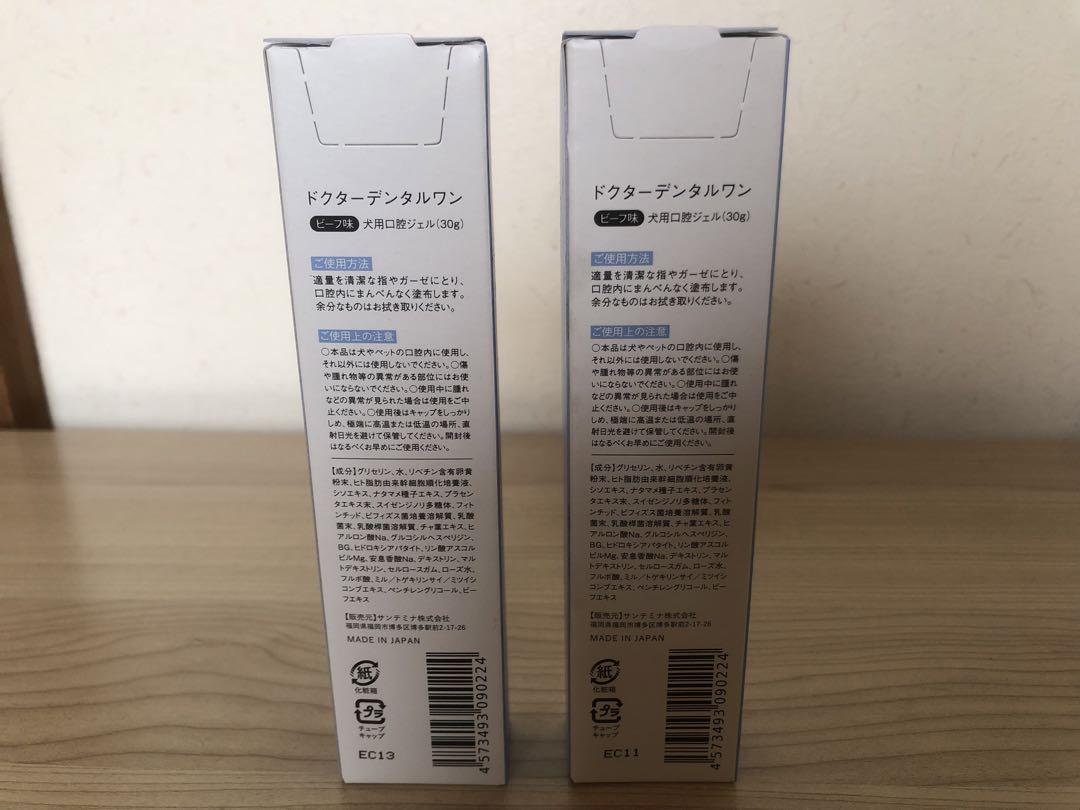 ドクターデンタルワン
ビーフ味 犬用口腔ジェル(30g)
ご使用方法
適量を清潔な指やガーゼにとり、
口腔内にまんべんなく塗布します。
余分なものはお拭き取りください。
ご使用上の注意
○本品は犬やペットの口腔内に使用し、
それ以外には使用しないでください。○傷
や腫れ物等の異常がある部位にはお使
いにならないでください。○使用中に腫れ
などの異常が見られた場合は使用をご中
止ください。○使用後はキャップをしっかり
しめ、極端に高温または低温の場所、直
射日光を避けて保管してください。開封後
はなるべくお早めにご使用ください。
【成分】グリセリン、水、リベチン含有卵黄
粉末、ヒト脂肪由来幹細胞順化培養液、
シソエキス、ナタマメ種子エキス、プラセン
タエキス末、スイゼンジノリ多糖体、フィト
ンチッド、ビフィズス菌培養溶解質、乳酸
菌末、乳酸桿菌溶解質、チャ葉エキス、ヒ
アルロン酸Na、グルコシルヘスペリジン、
BG、ヒドロキシアパタイト、リン酸アスコル
ビルMg、安息香酸Na、デキストリン、マル
トデキストリン、セルロースガム、ローズ水、
フルボ酸、ミル/トゲキリンサイ/ミツイシ
コンブエキス、ペンチレングリコール、ビー
フエキス
【販売元】サンテミナ株式会社
福岡県福岡市博多区博多駅前2-17-26
MADE IN JAPAN
紙
化粧箱
プラ
チューブ
キャップ
EC13
4573493090224
ドクターデンタルワン
ビーフ味 犬用口腔ジェル(30g)
ご使用方法
適量を清潔な指やガーゼにとり、
口腔内にまんべんなく塗布します。
余分なものはお拭き取りください。
ご使用上の注意
○本品は犬やペットの口腔内に使用し、
それ以外には使用しないでください。○傷
や腫れ物等の異常がある部位にはお使
いにならないでください。○使用中に腫れ
などの異常が見られた場合は使用をご中
止ください。○使用後はキャップをしっかり
しめ、極端に高温または低温の場所、直
射日光を避けて保管してください。開封後
はなるべくお早めにご使用ください。
【成分】グリセリン、水、リベチン含有卵黄
粉末、ヒト脂肪由来幹細胞順化培養液、
シソエキス、ナタマメ種子エキス、プラセン
タエキス末、スイゼンジノリ多糖体、フィト
ンチッド、ビフィズス菌培養溶解質、乳酸
菌末、乳酸桿菌溶解質、チャ葉エキス、ヒ
アルロン酸Na、グルコシルヘスペリジン、
BG、ヒドロキシアパタイト、リン酸アスコル
ビルMg、安息香酸Na、デキストリン、マル
トデキストリン、セルロースガム、ローズ水、
フルボ酸、ミル/トゲキリンサイ/ミツイシ
コンブエキス、ペンチレングリコール、ビー
フエキス
【販売元】サンテミナ株式会社
福岡県福岡市博多区博多駅前2-17-26
MADE IN JAPAN
紙
化粧箱
プラ
チューブ
キャップ
EC11
4573493090224